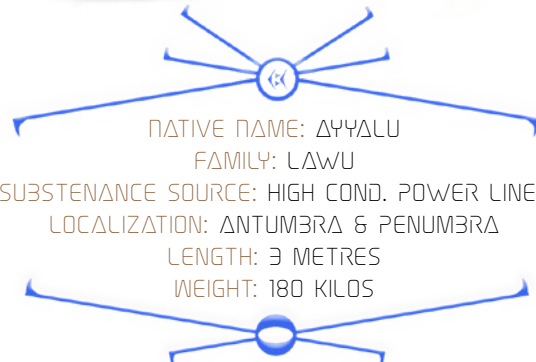 NATIVE NAME: AYYALU
FAMILY: LAWU
SUBSTENANCE SOURCE: HIGH COND. POWER LINE
LOCALIZATION: ANTUMBRA & PENUMBRA
LENGTH: 3 METRES
WEIGHT: 180 KILOS